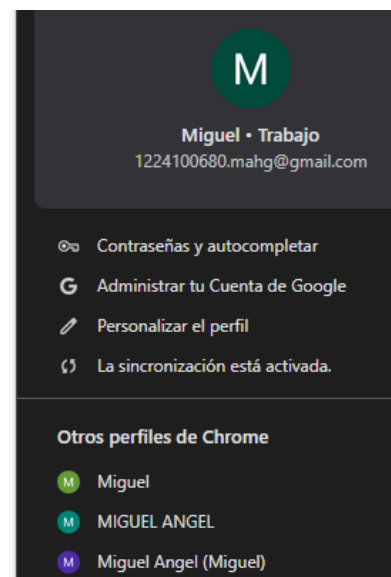 M
Miguel • Trabajo
1224100680.mahg@gmail.com
Contraseñas y autocompletar
G Administrar tu Cuenta de Google
Personalizar el perfil
La sincronización está activada.
Otros perfiles de Chrome
M Miguel
M MIGUEL ANGEL
M Miguel Angel (Miguel)